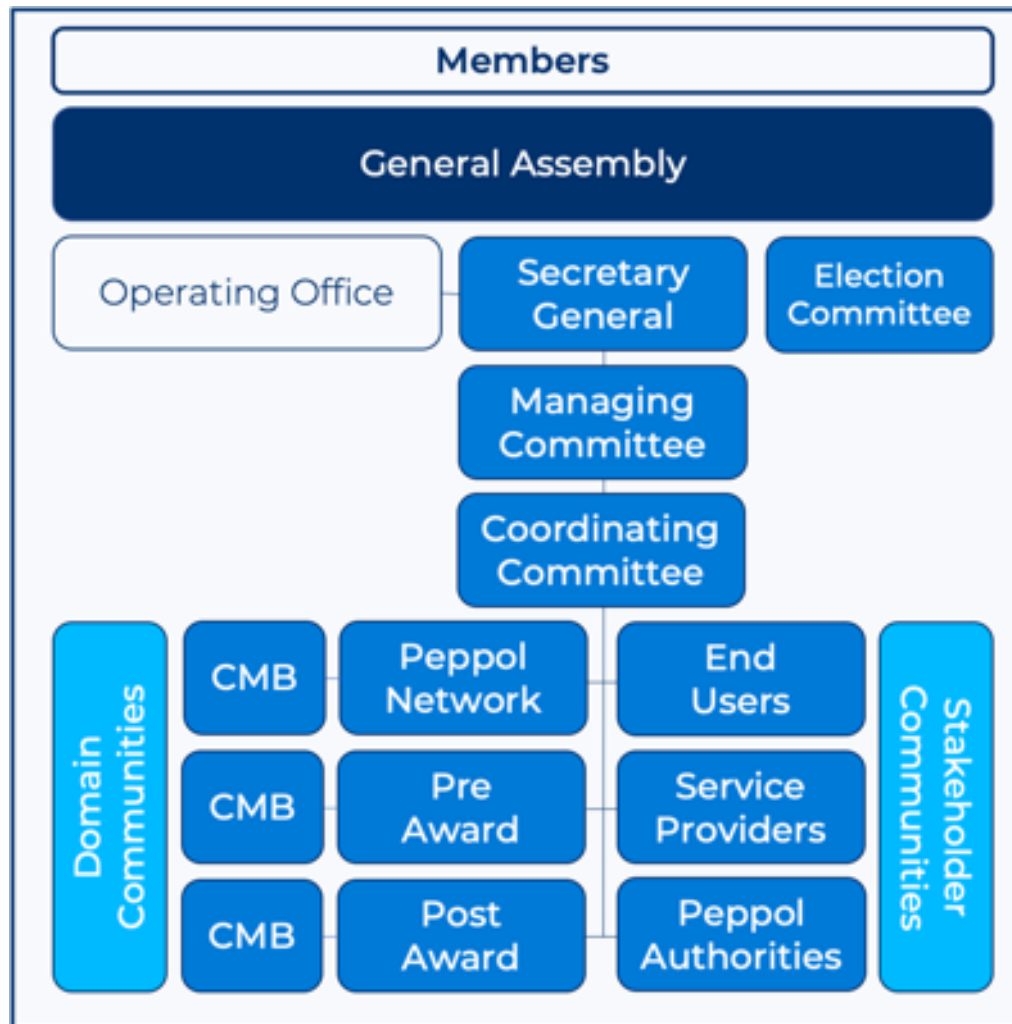 Members
General Assembly
Operating Office
Secretary
General
Election
Committee
Managing
Committee
Coordinating
Committee
Domain
Communities
CMB
Peppol
Network
End
Users
Stakeholder
Communities
CMB
Pre
Award
Service
Providers
CMB
Post
Award
Peppol
Authorities